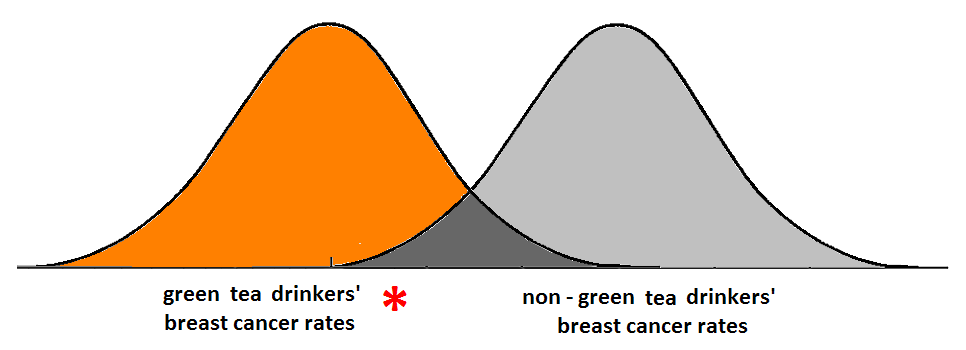 green tea drinkers' * non - green tea drinkers'
breast cancer rates breast cancer rates